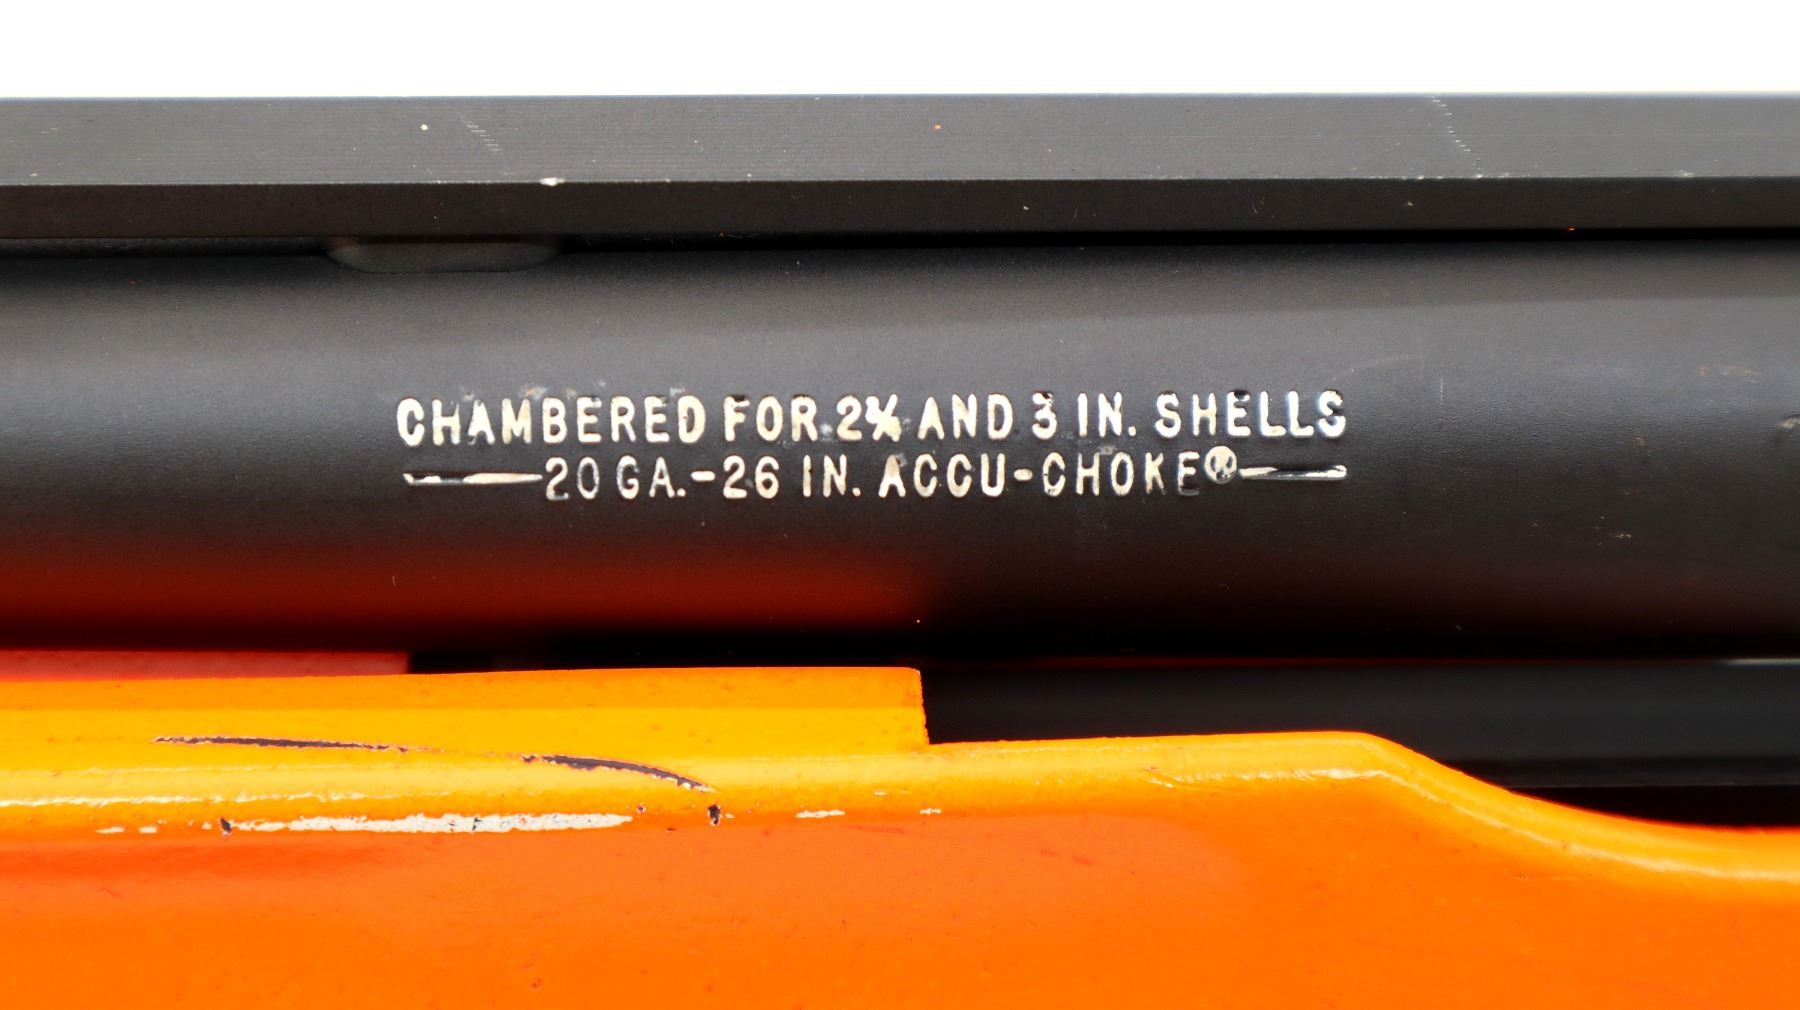 CHAMBERED FOR 2¾ AND 3 IN. SHELLS
—20 GA.-26 IN. ACCU-CHOKE®—